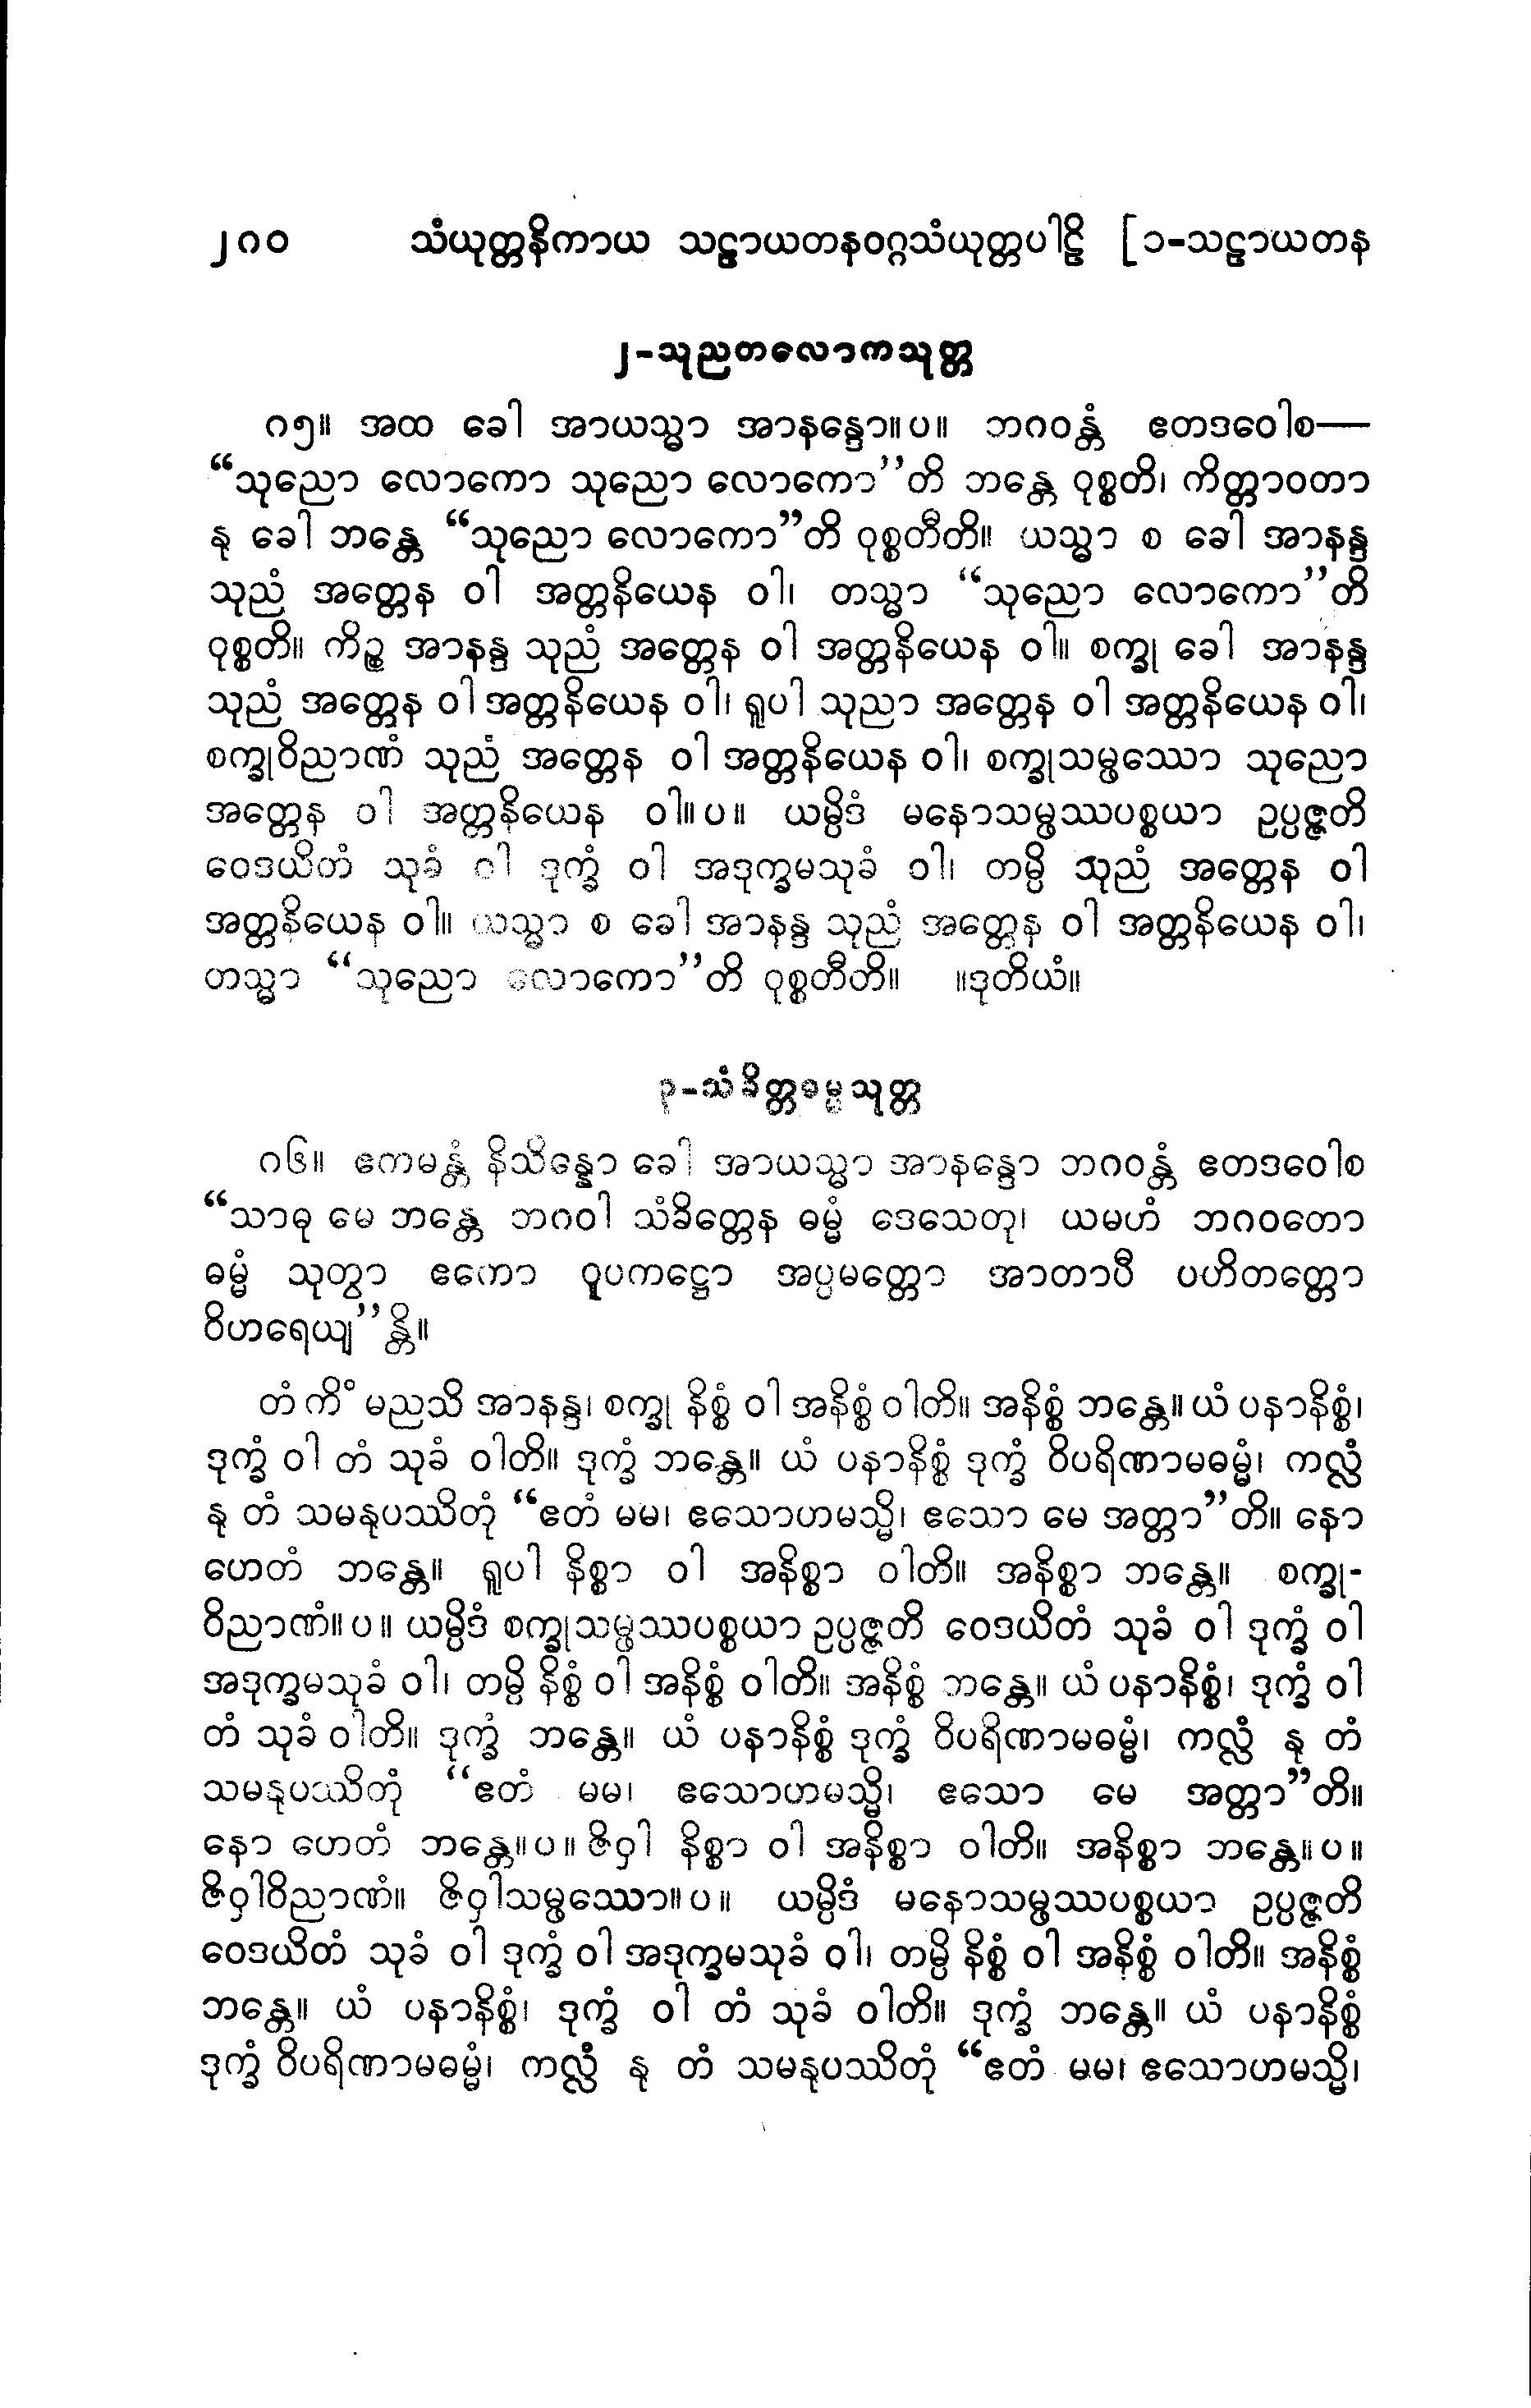 ၂၈၀ သံယုတ္တနိကာယ သဠာယတနဝဂ္ဂသံယုတ္တပါဠိ [၁-သဠာယတန
၂-သုညတလောကသုတ္တ
၈၅။ အထ ခေါ အာယသ္မာ အာနန္ဒော။ပ။ ဘဂဝန္တံ ဧတဒဝေါစ—
“သုညော လောကော သုညော လောကော”တိ ဘန္တေ ဝုစ္စတိ၊ ကိတ္တာဝတာ
နု ခေါ ဘန္တေ “သုညော လောကော”တိ ဝုစ္စတီတိ။ ယသ္မာ စ ခေါ အာနန္ဒ
သုညံ အတ္တေန ဝါ အတ္တနိယေန ဝါ၊ တသ္မာ “သုညော လောကော”တိ
ဝုစ္စတိ။ ကိဉ္စ အာနန္ဒ သုညံ အတ္တေန ဝါ အတ္တနိယေန ဝါ။ စက္ခု ခေါ အာနန္ဒ
သုညံ အတ္တေန ဝါ အတ္တနိယေန ဝါ၊ ရူပါ သုညာ အတ္တေန ဝါ အတ္တနိယေန ဝါ၊
စက္ခုဝိညာဏံ သုညံ အတ္တေန ဝါ အတ္တနိယေန ဝါ၊ စက္ခုသမ္ဖဿော သုညော
အတ္တေန ဝါ အတ္တနိယေန ဝါ။ပ။ ယမ္ပိဒံ မနောသမ္ဖဿပစ္စယာ ဥပ္ပဇ္ဇတိ
ဝေဒယိတံ သုခံ ဝါ ဒုက္ခံ ဝါ အဒုက္ခမသုခံ ဝါ၊ တမ္ပိ သုညံ အတ္တေန ဝါ
အတ္တနိယေန ဝါ။ ယသ္မာ စ ခေါ အာနန္ဒ သုညံ အတ္တေန ဝါ အတ္တနိယေန ဝါ၊
တသ္မာ “သုညော လောကော”တိ ဝုစ္စတီတိ။ ။ဒုတိယံ။
၃-သံခိတ္တဓမ္မသုတ္တ
၈၆။ ဧကမန္တံ နိသိန္နော ခေါ အာယသ္မာ အာနန္ဒော ဘဂဝန္တံ ဧတဒဝေါစ
“သာဓု မေ ဘန္တေ ဘဂဝါ သံခိတ္တေန ဓမ္မံ ဒေသေတု၊ ယမဟံ ဘဂဝတော
ဓမ္မံ သုတွာ ဧကော ဝူပကဋ္ဌော အပ္ပမတ္တော အာတာပီ ပဟိတတ္တော
ဝိဟရေယျ”န္တိ။
တံ ကိံ မညသိ အာနန္ဒ၊ စက္ခု နိစ္စံ ဝါ အနိစ္စံ ဝါတိ။ အနိစ္စံ ဘန္တေ။ ယံ ပနာနိစ္စံ၊
ဒုက္ခံ ဝါ တံ သုခံ ဝါတိ။ ဒုက္ခံ ဘန္တေ။ ယံ ပနာနိစ္စံ ဒုက္ခံ ဝိပရိဏာမဓမ္မံ၊ ကလ္လံ
နု တံ သမနုပဿိတုံ “ဧတံ မမ၊ ဧသောဟမသ္မိ၊ ဧသော မေ အတ္တာ”တိ။ နော
ဟေတံ ဘန္တေ။ ရူပါ နိစ္စာ ဝါ အနိစ္စာ ဝါတိ။ အနိစ္စာ ဘန္တေ။ စက္ခု-
ဝိညာဏံ။ပ။ ယမ္ပိဒံ စက္ခုသမ္ဖဿပစ္စယာ ဥပ္ပဇ္ဇတိ ဝေဒယိတံ သုခံ ဝါ ဒုက္ခံ ဝါ
အဒုက္ခမသုခံ ဝါ၊ တမ္ပိ နိစ္စံ ဝါ အနိစ္စံ ဝါတိ။ အနိစ္စံ ဘန္တေ။ ယံ ပနာနိစ္စံ၊ ဒုက္ခံ ဝါ
တံ သုခံ ဝါတိ။ ဒုက္ခံ ဘန္တေ။ ယံ ပနာနိစ္စံ ဒုက္ခံ ဝိပရိဏာမဓမ္မံ၊ ကလ္လံ နု တံ
သမနုပဿိတုံ “ဧတံ မမ၊ ဧသောဟမသ္မိ၊ ဧသော မေ အတ္တာ”တိ။
နော ဟေတံ ဘန္တေ။ပ။ ဇိဝှါ နိစ္စာ ဝါ အနိစ္စာ ဝါတိ။ အနိစ္စာ ဘန္တေ။ပ။
ဇိဝှါဝိညာဏံ။ ဇိဝှါသမ္ဖဿော။ပ။ ယမ္ပိဒံ မနောသမ္ဖဿပစ္စယာ ဥပ္ပဇ္ဇတိ
ဝေဒယိတံ သုခံ ဝါ ဒုက္ခံ ဝါ အဒုက္ခမသုခံ ဝါ၊ တမ္ပိ နိစ္စံ ဝါ အနိစ္စံ ဝါတိ။ အနိစ္စံ
ဘန္တေ။ ယံ ပနာနိစ္စံ၊ ဒုက္ခံ ဝါ တံ သုခံ ဝါတိ။ ဒုက္ခံ ဘန္တေ။ ယံ ပနာနိစ္စံ
ဒုက္ခံ ဝိပရိဏာမဓမ္မံ၊ ကလ္လံ နု တံ သမနုပဿိတုံ “ဧတံ မမ၊ ဧသောဟမသ္မိ၊